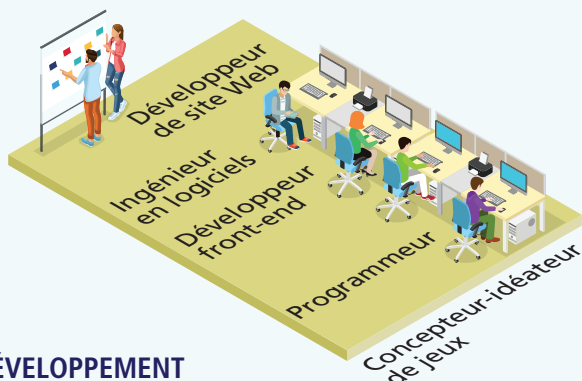 Développeur
de site Web
Ingénieur
en logiciels
Développeur
front-end
Programmeur
Concepteur-idéateur
de jeux
ÉVELOPPEMENT